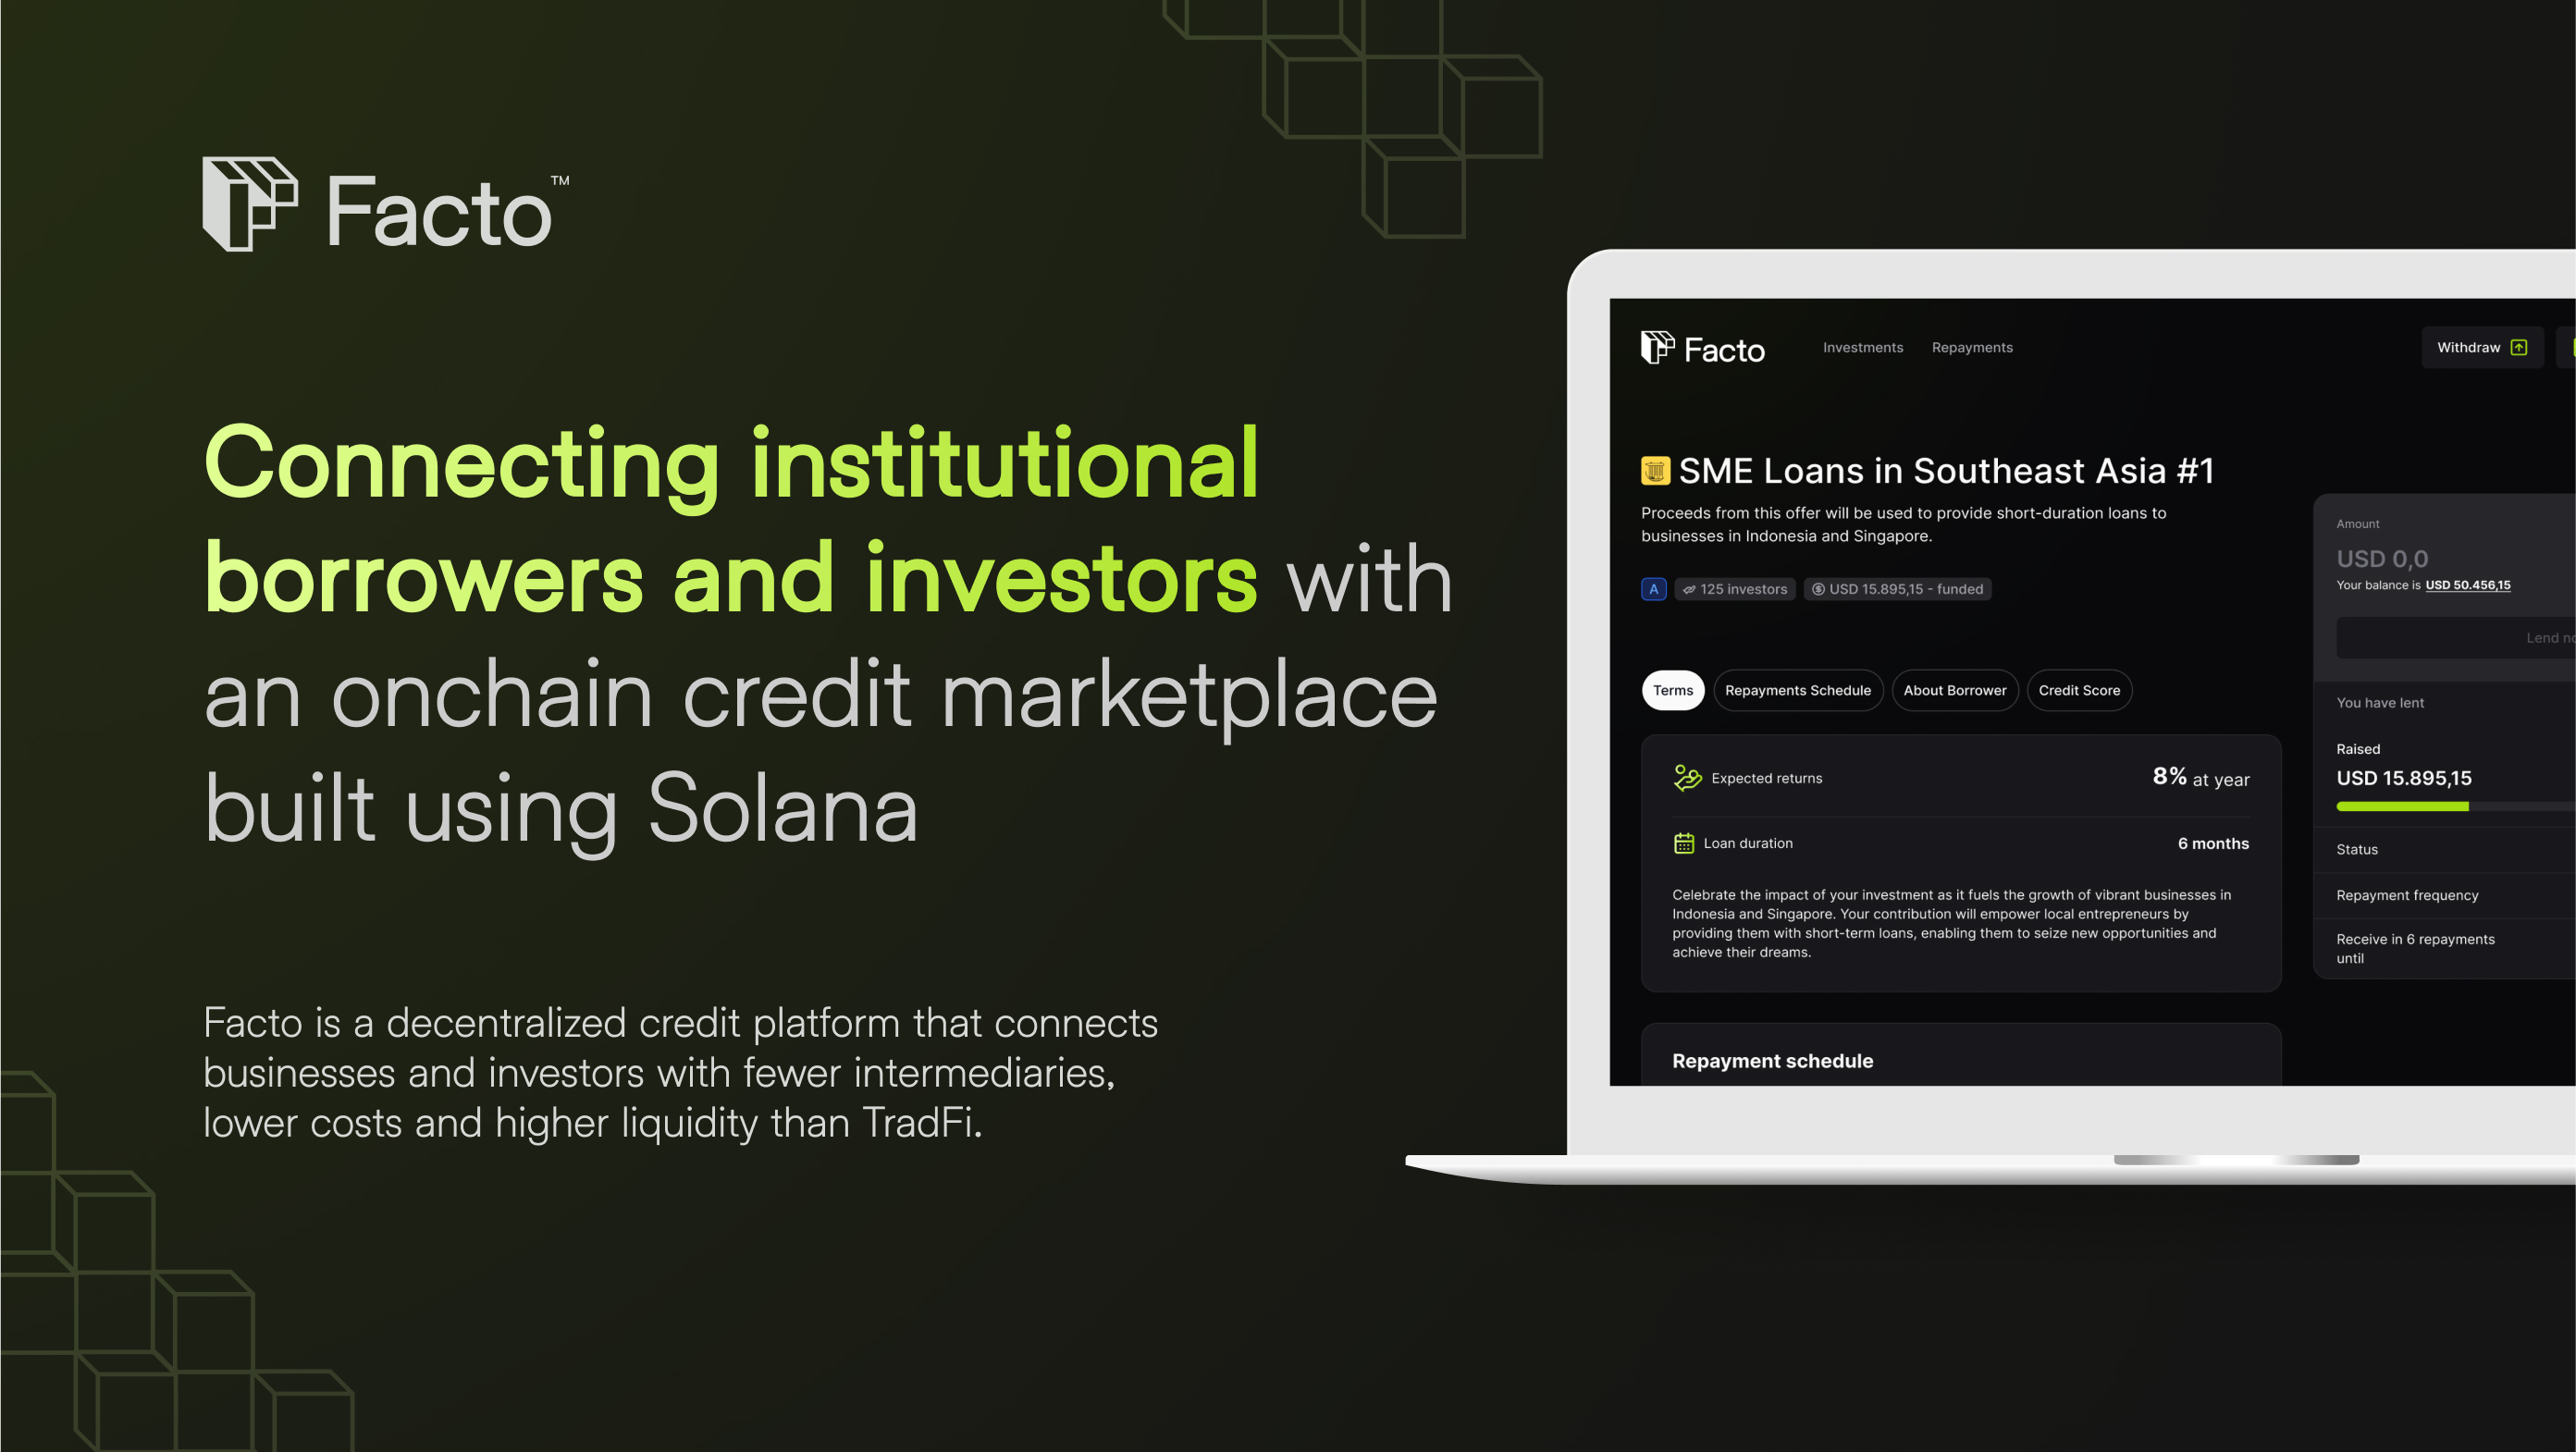 Facto™
Connecting institutional
borrowers and investors with
an onchain credit marketplace
built using Solana
Facto is a decentralized credit platform that connects
businesses and investors with fewer intermediaries,
lower costs and higher liquidity than TradFi.
Facto
Investments
Repayments
Withdraw
SME Loans in Southeast Asia #1
Proceeds from this offer will be used to provide short-duration loans to
businesses in Indonesia and Singapore.
A
125 investors
USD 15.895,15 - funded
Terms
Repayments Schedule
About Borrower
Credit Score
Expected returns
8% at year
Loan duration
6 months
Celebrate the impact of your investment as it fuels the growth of vibrant businesses in
Indonesia and Singapore. Your contribution will empower local entrepreneurs by
providing them with short-term loans, enabling them to seize new opportunities and
achieve their dreams.
Repayment schedule
Amount
USD 0,0
Your balance is USD 50.456,15
Lend
You have lent
Raised
USD 15.895,15
Status
Repayment frequency
Receive in 6 repayments
until